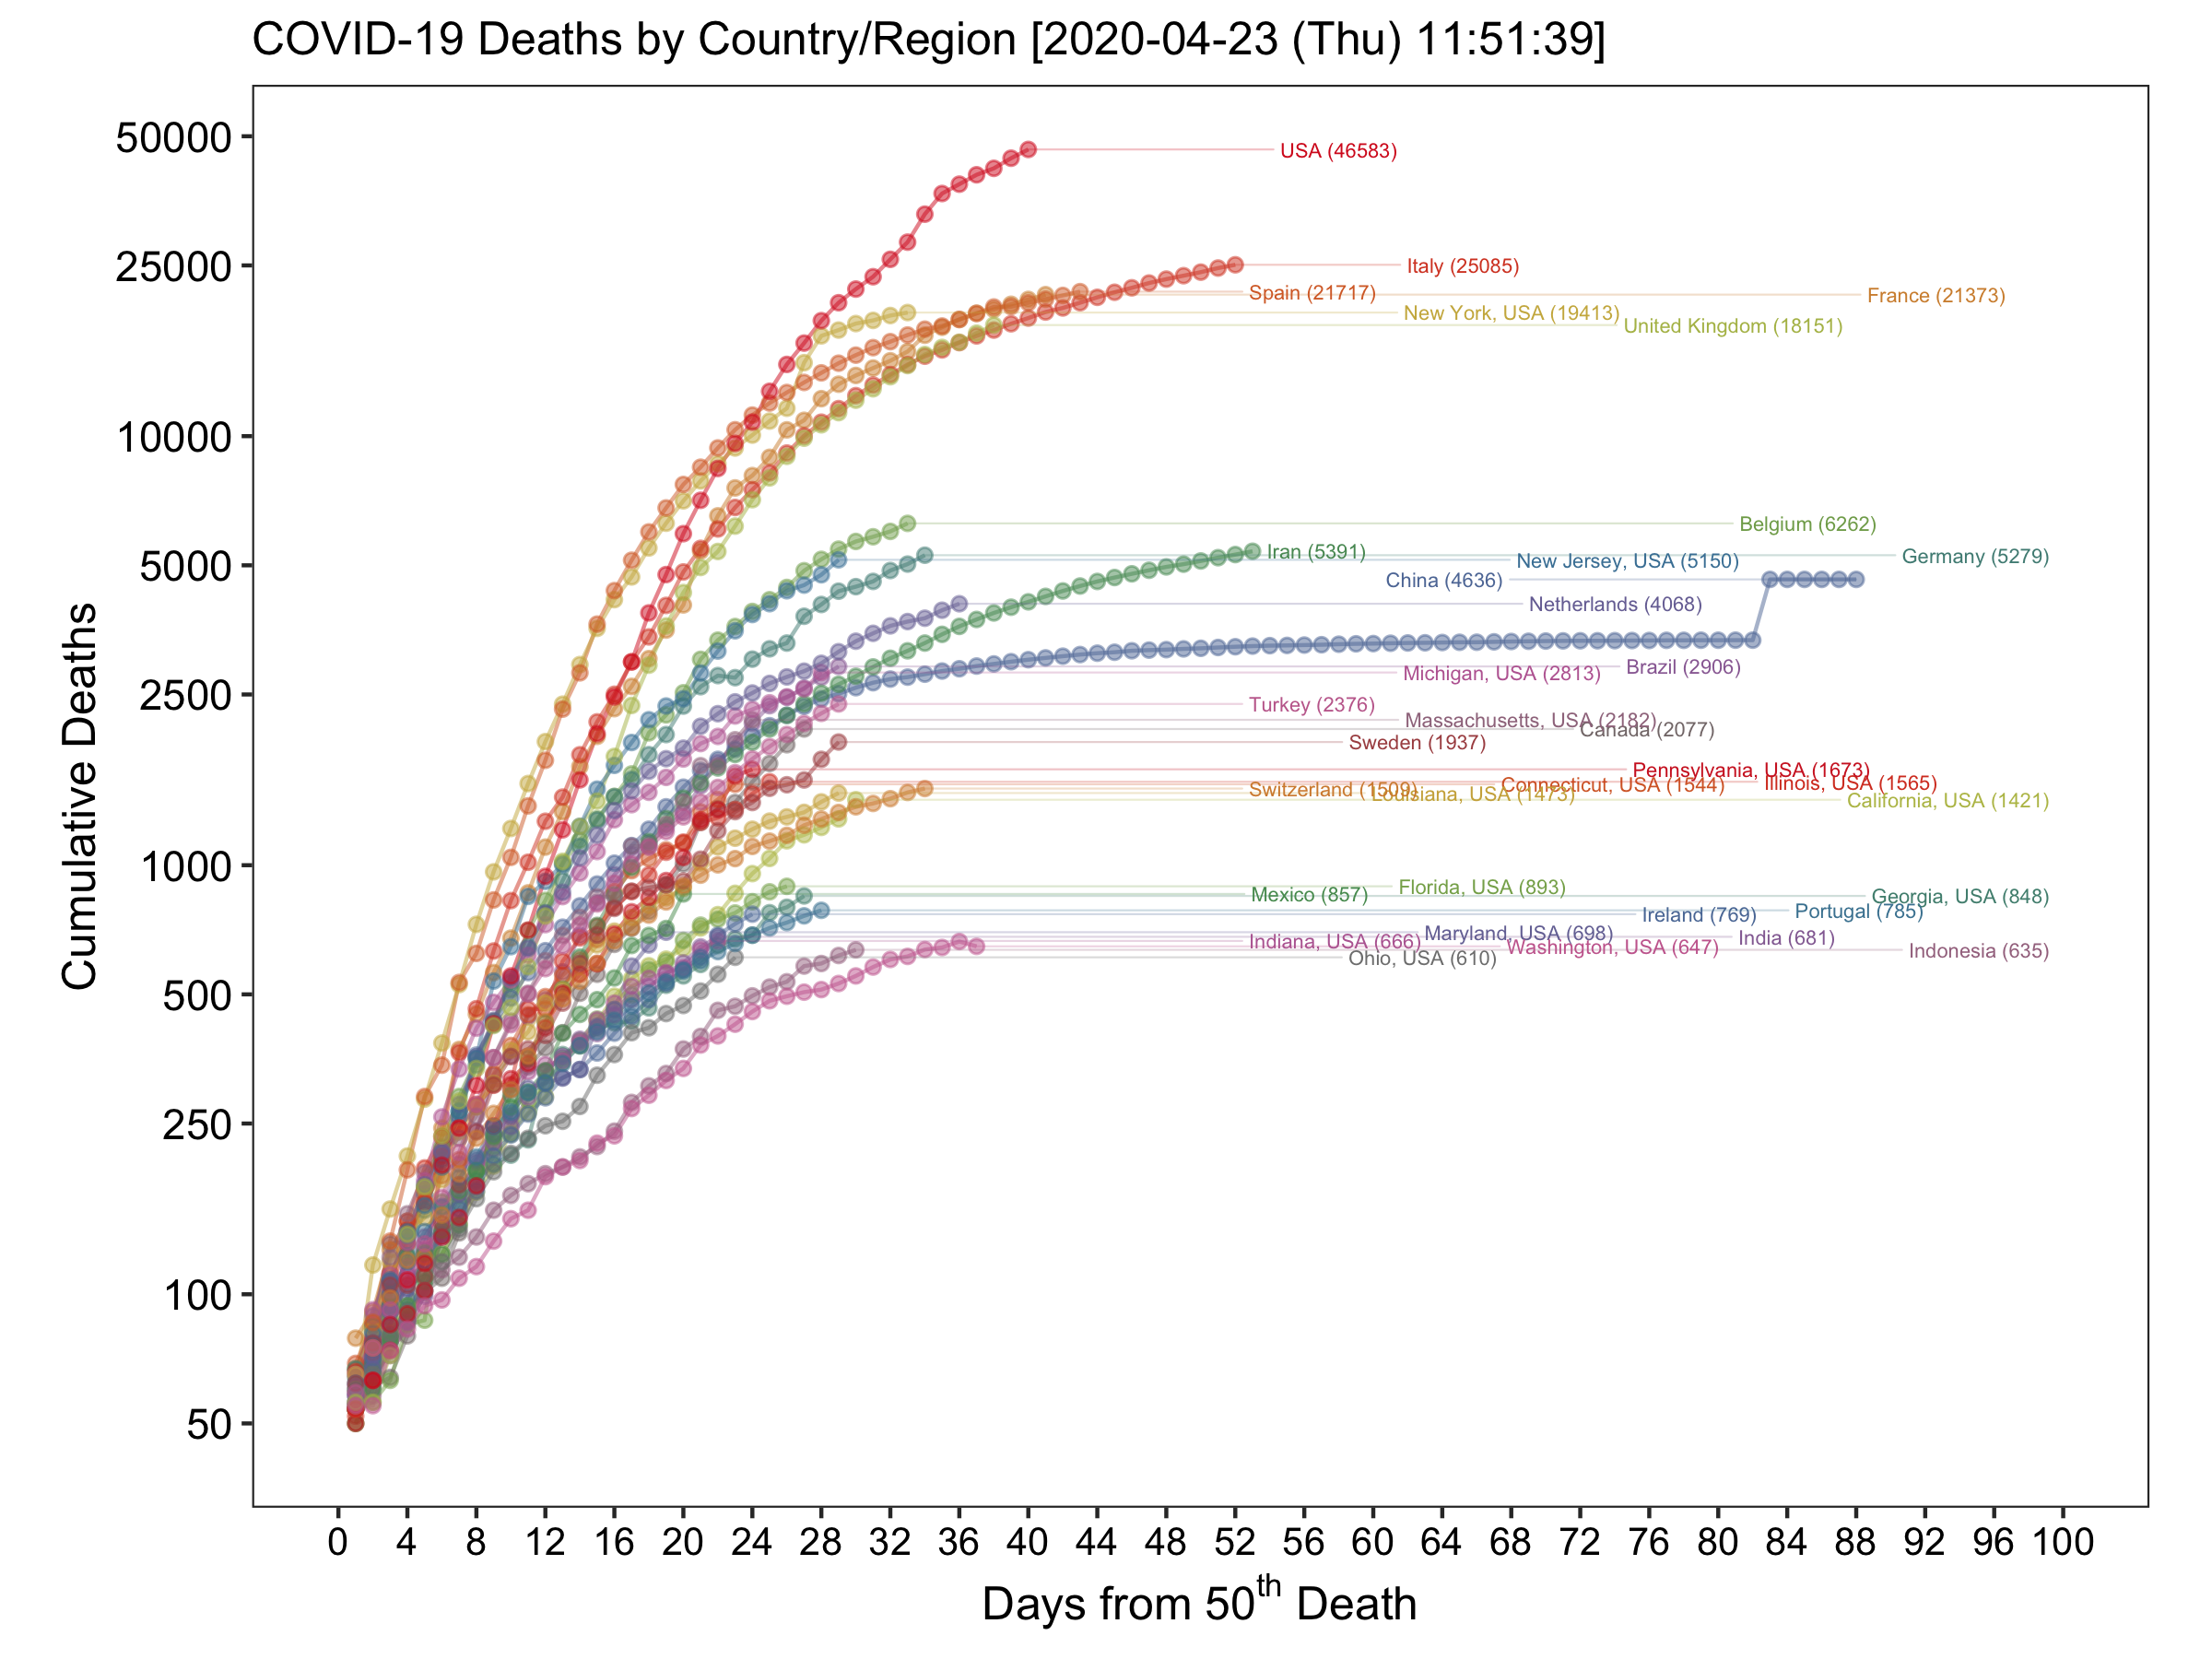 COVID-19 Deaths by Country/Region [2020-04-23 (Thu) 11:51:39]
Cumulative Deaths
50000
25000
10000
5000
2500
1000
500
250
100
50
USA (46583)
Italy (25085)
Spain (21717)
France (21373)
New York, USA (19413)
United Kingdom (18151)
Belgium (6262)
Iran (5391)
Germany (5279)
New Jersey, USA (5150)
China (4636)
Netherlands (4068)
Brazil (2906)
Michigan, USA (2813)
Turkey (2376)
Massachusetts, USA (2182)
Canada (2077)
Sweden (1937)
Pennsylvania, USA (1673)
Illinois, USA (1565)
Connecticut, USA (1544)
Switzerland (1509)
Louisiana, USA (1473)
California, USA (1421)
Florida, USA (893)
Mexico (857)
Georgia, USA (848)
Portugal (785)
Ireland (769)
Maryland, USA (698)
India (681)
Indiana, USA (666)
Washington, USA (647)
Indonesia (635)
Ohio, USA (610)
0 4 8 12 16 20 24 28 32 36 40 44 48 52 56 60 64 68 72 76 80 84 88 92 96 100
Days from 50th Death